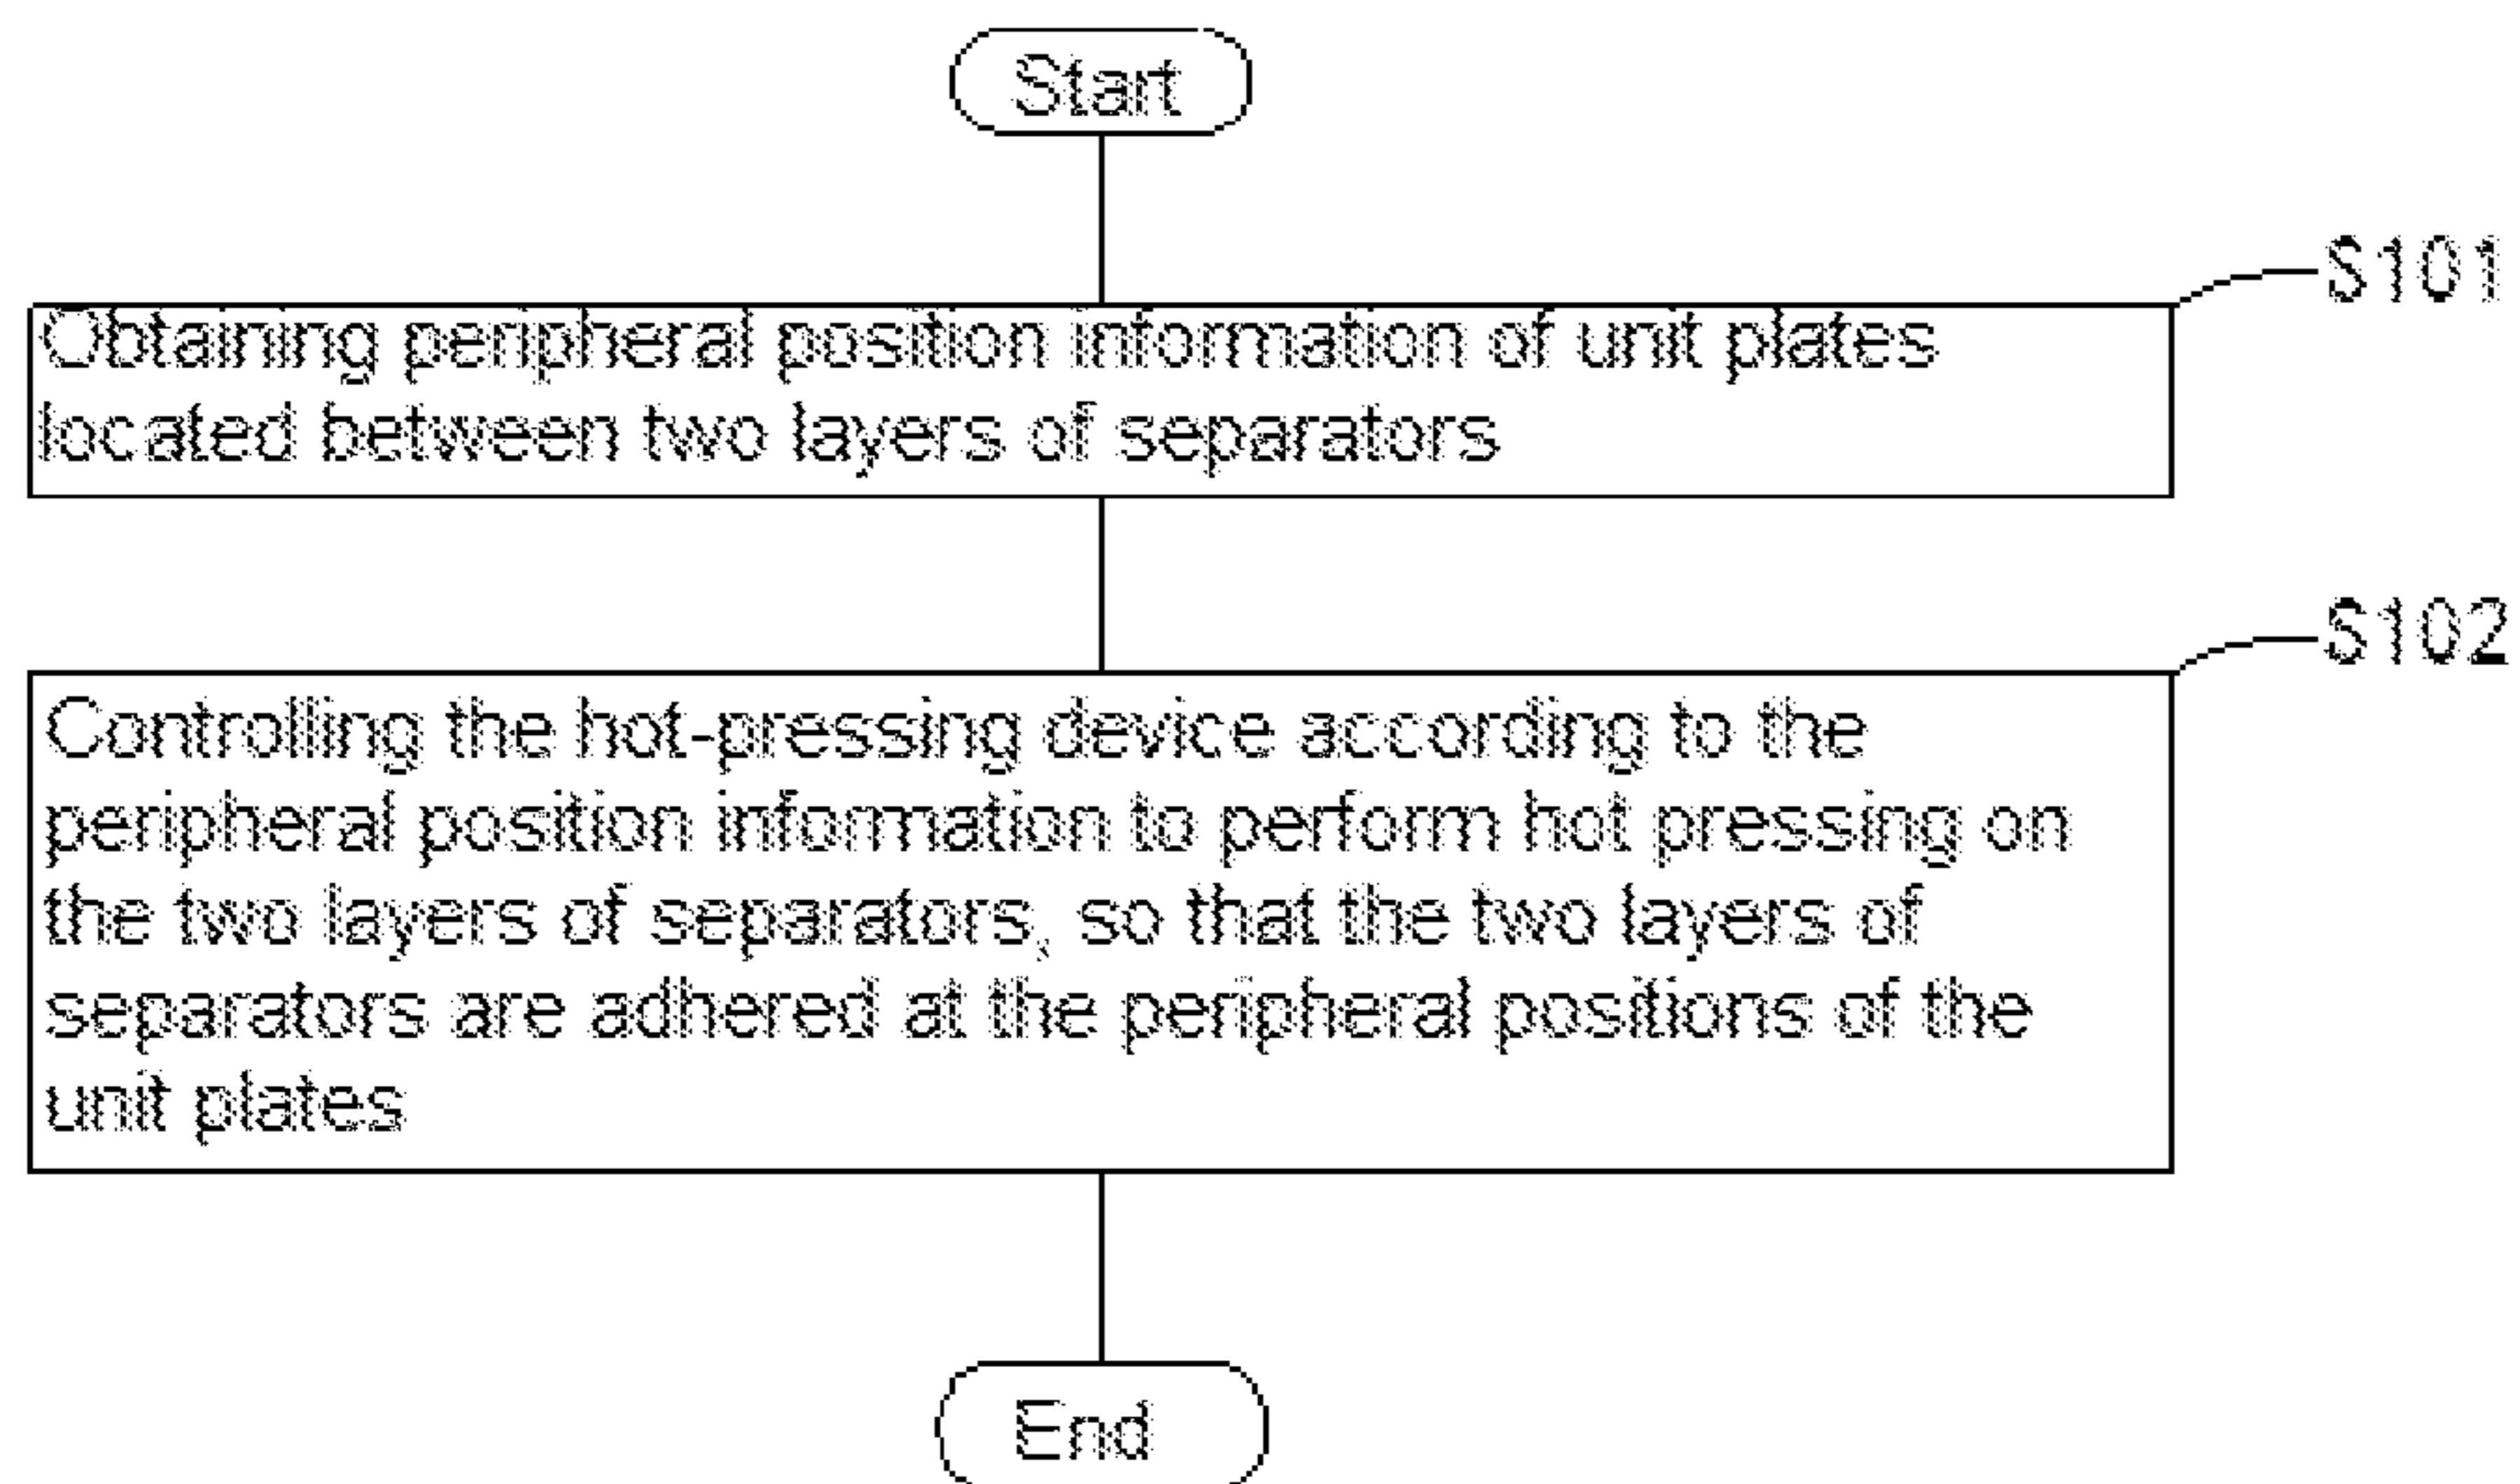 Start
S101
Obtaining peripheral position information of unit plates
located between two layers of separators
S102
Controlling the hot-pressing device according to the
peripheral position information to perform hot pressing on
the two layers of separators, so that the two layers of
separators are adhered at the peripheral positions of the
unit plates
End